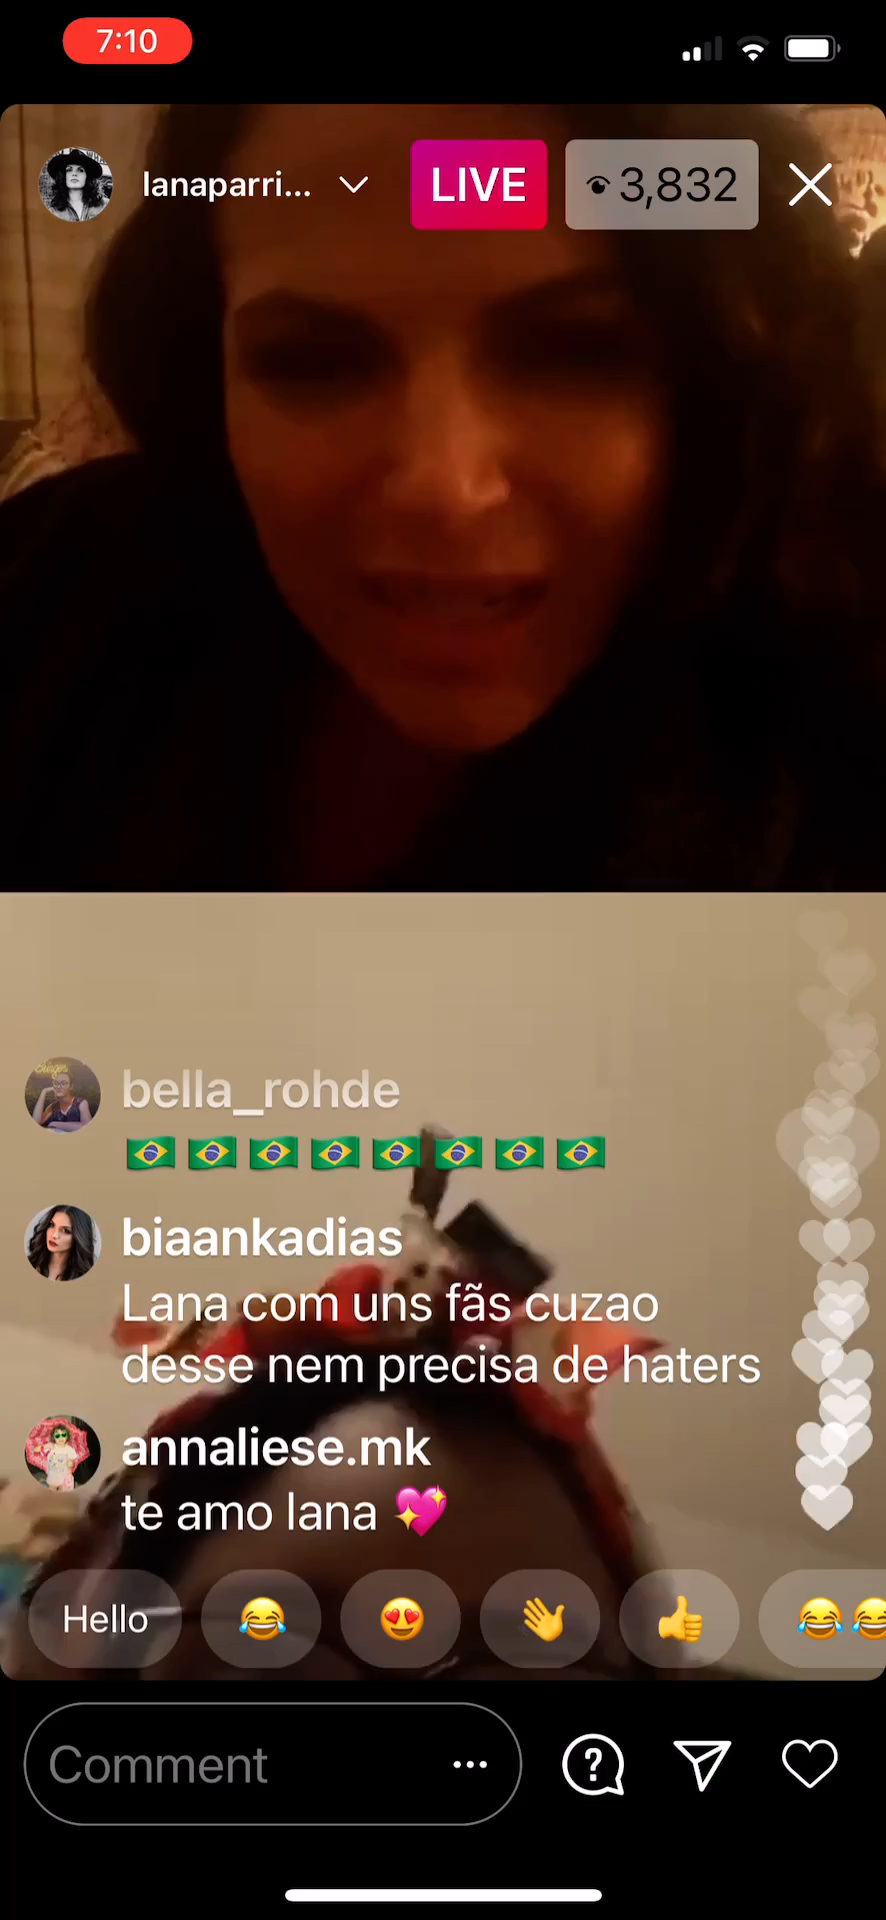 7:10
lanaparri...
LIVE
3,832
bella_rohde
🇧🇷🇧🇷🇧🇷🇧🇷🇧🇷🇧🇷🇧🇷🇧🇷
biaankadias
Lana com uns fãs cuzao
desse nem precisa de haters
annaliese.mk
te amo lana 💖
Hello 😂 😍 👋 👍 😂😂
Comment